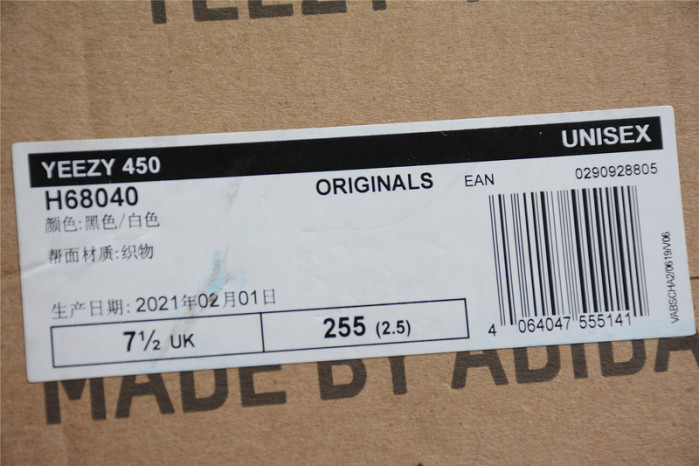 YEEZY 450 UNISEX
H68040 ORIGINALS EAN 0290928805
颜色:黑色/白色
帮面材质:织物
生产日期: 2021年02月01日
7½ UK 255 (2.5)
4 064047 555141
VABSCHA2/0619/V06
MADE BY ADIDA